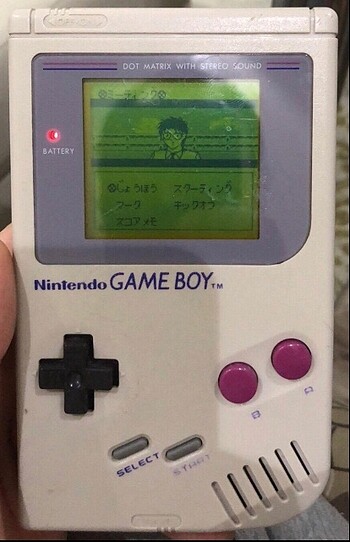 DOT MATRIX WITH STEREO SOUND
ミーティング
BATTERY
じょうほう スターティング
マーク キックオフ
スコアメモ
Nintendo GAME BOY TM
B A
SELECT START